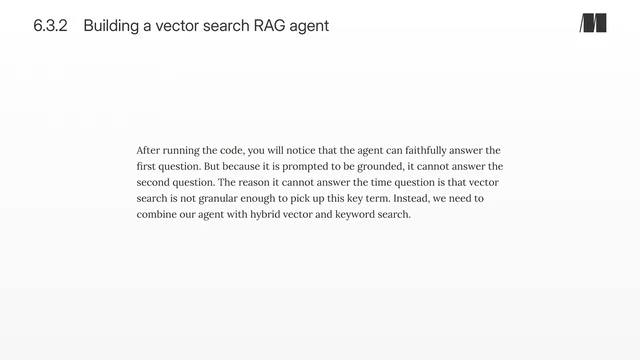 6.3.2 Building a vector search RAG agent
After running the code, you will notice that the agent can faithfully answer the
first question. But because it is prompted to be grounded, it cannot answer the
second question. The reason it cannot answer the time question is that vector
search is not granular enough to pick up this key term. Instead, we need to
combine our agent with hybrid vector and keyword search.